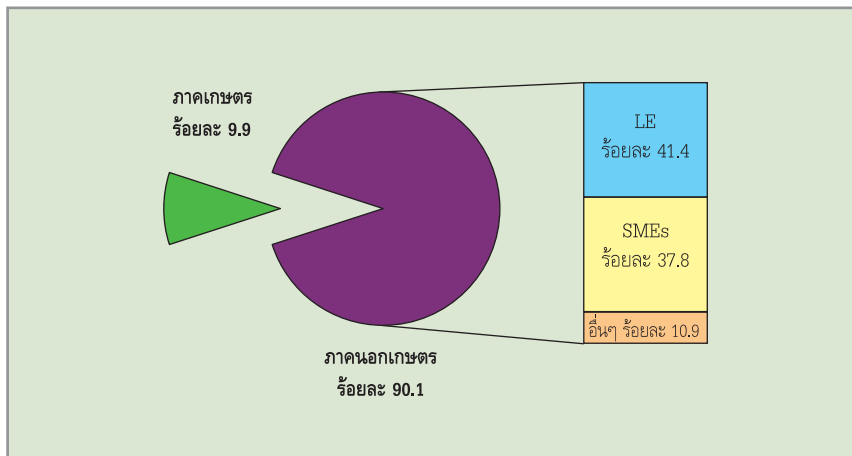 ภาคเกษตร
ร้อยละ 9.9
LE
ร้อยละ 41.4
SMEs
ร้อยละ 37.8
อื่นๆ ร้อยละ 10.9
ภาคนอกเกษตร
ร้อยละ 90.1